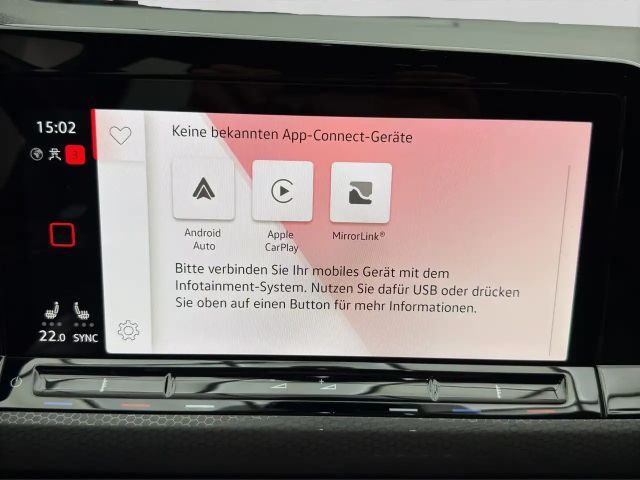 15:02
Keine bekannten App-Connect-Geräte
3
Android
Auto
Apple
CarPlay
MirrorLink®
Bitte verbinden Sie Ihr mobiles Gerät mit dem
Infotainment-System. Nutzen Sie dafür USB oder drücken
Sie oben auf einen Button für mehr Informationen.
22.0 SYNC